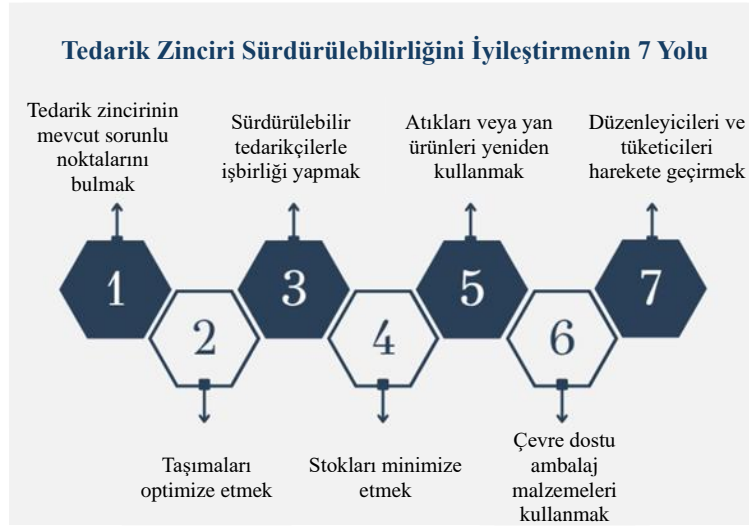 Tedarik Zinciri Sürdürülebilirliğini İyileştirmenin 7 Yolu
Tedarik zincirinin
mevcut sorunlu
noktalarını
bulmak
Sürdürülebilir
tedarikçilerle
işbirliği yapmak
Atıkları veya yan
ürünleri yeniden
kullanmak
Düzenleyicileri ve
tüketicileri
harekete geçirmek
1
2
3
4
5
6
7
Taşımaları
optimize etmek
Stokları minimize
etmek
Çevre dostu
ambalaj
malzemeleri
kullanmak